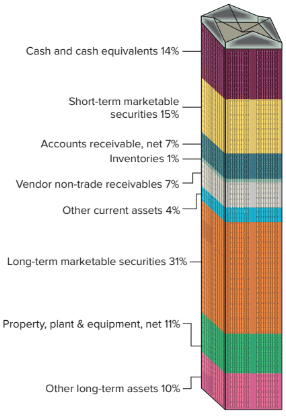 Cash and cash equivalents 14%
Short-term marketable
securities 15%
Accounts receivable, net 7%
Inventories 1%
Vendor non-trade receivables 7%
Other current assets 4%
Long-term marketable securities 31%
Property, plant & equipment, net 11%
Other long-term assets 10%